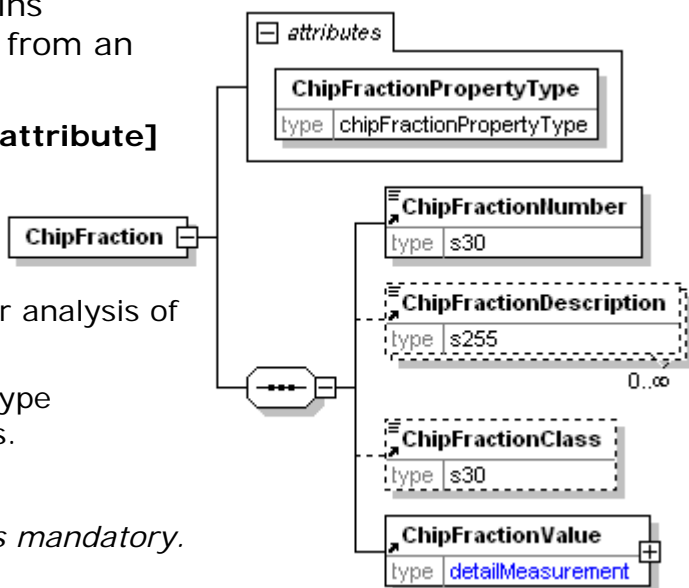 ins
from an
attribute]
r analysis of
ype
s.
s mandatory.
attributes
ChipFractionPropertyType
type chipFractionPropertyType
ChipFraction
ChipFractionNumber
type s30
ChipFractionDescription
type s255
0..∞
ChipFractionClass
type s30
ChipFractionValue
type detailMeasurement